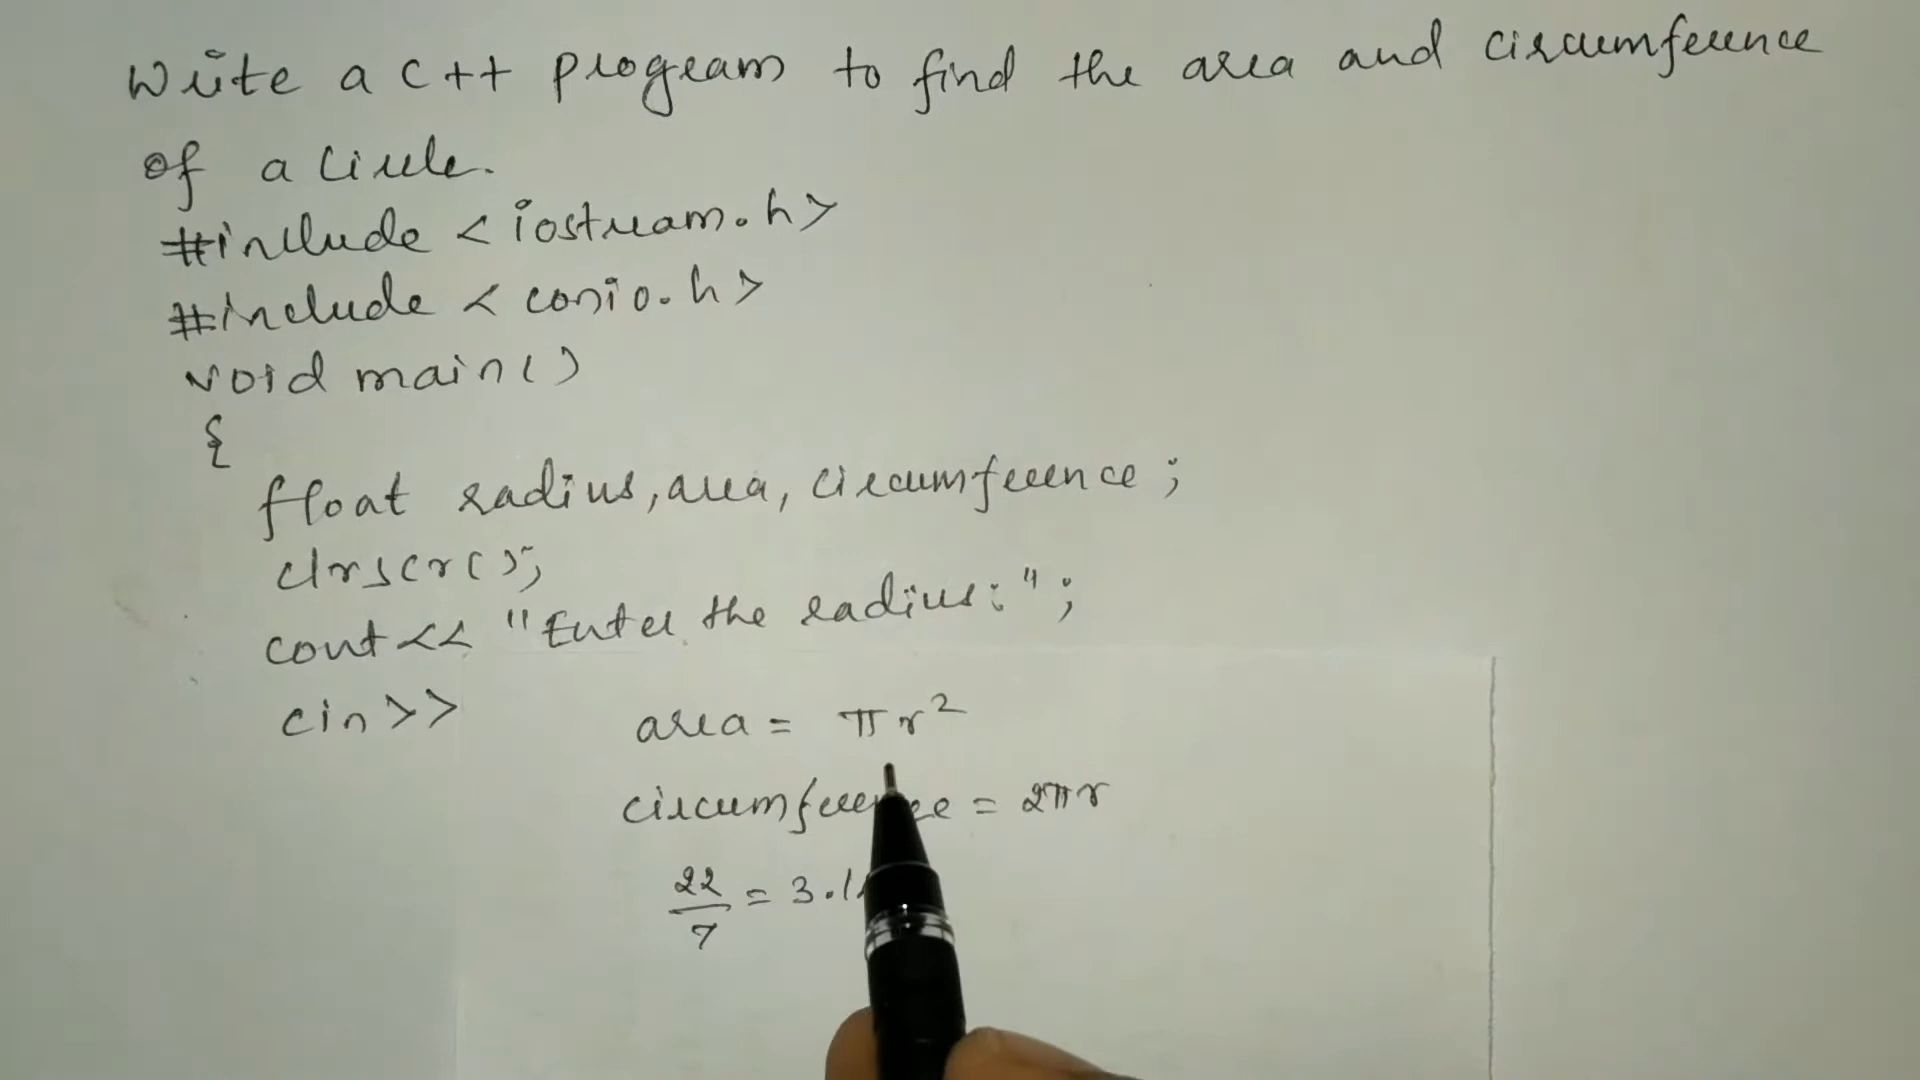 Write a C++ program to find the area and circumference
of a Circle.
#include < iostream.h>
#include < conio.h>
void main()
{
float radius, area, circumference;
clrscr();
cout<< "Enter the radius:";
cin>>
area = πr²
circumference = 2πr
22/7 = 3.1